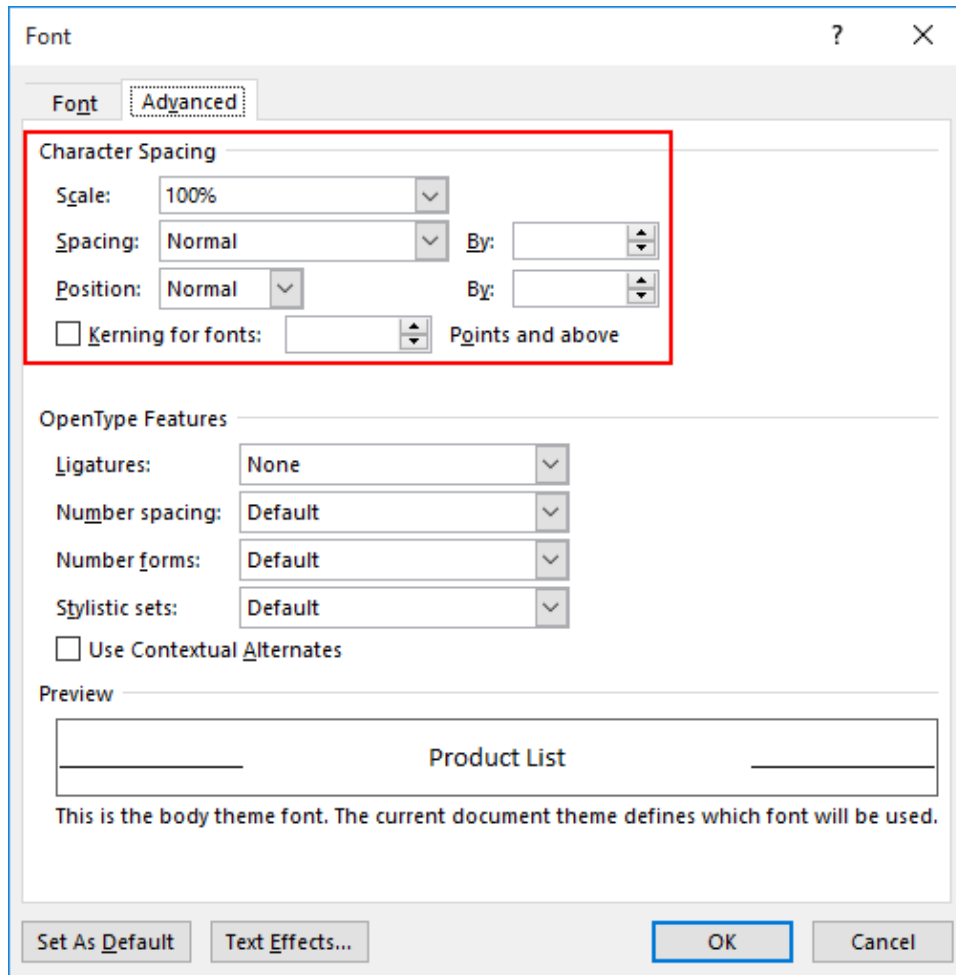 Font ?
Font Advanced
Character Spacing
Scale: 100%
Spacing: Normal By:
Position: Normal By:
Kerning for fonts: Points and above
OpenType Features
Ligatures: None
Number spacing: Default
Number forms: Default
Stylistic sets: Default
Use Contextual Alternates
Preview
Product List
This is the body theme font. The current document theme defines which font will be used.
Set As Default Text Effects... OK Cancel